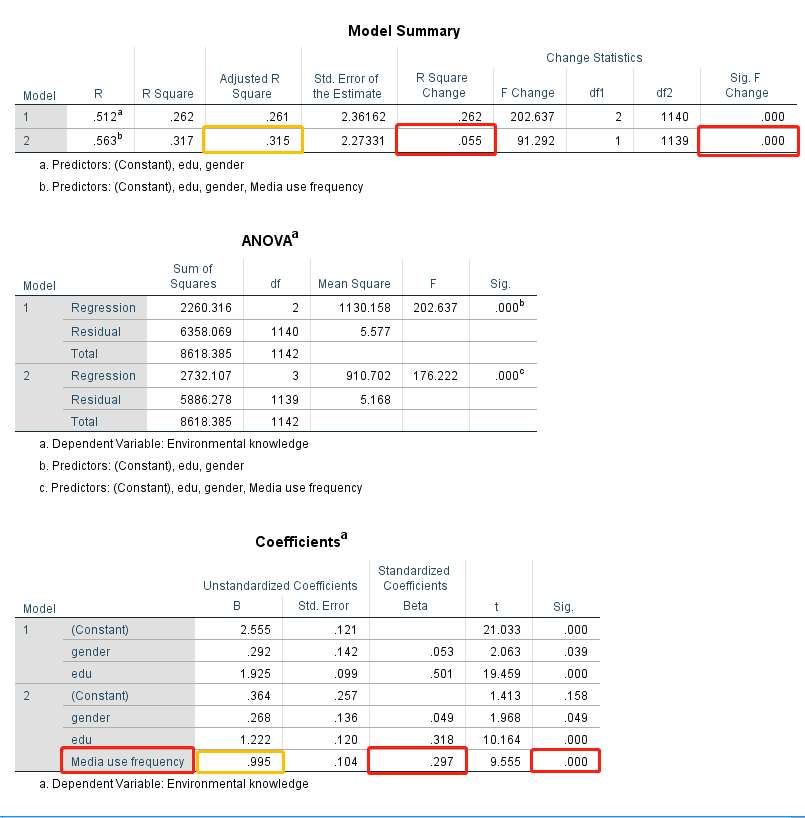 Model Summary
Change Statistics
Model R R Square Adjusted R Square Std. Error of the Estimate R Square Change F Change df1 df2 Sig. F Change
1 .512a .262 .261 2.36162 .262 202.637 2 1140 .000
2 .563b .317 .315 2.27331 .055 91.292 1 1139 .000
a. Predictors: (Constant), edu, gender
b. Predictors: (Constant), edu, gender, Media use frequency
ANOVAa
Model Sum of Squares df Mean Square F Sig.
1 Regression 2260.316 2 1130.158 202.637 .000b
Residual 6358.069 1140 5.577
Total 8618.385 1142
2 Regression 2732.107 3 910.702 176.222 .000c
Residual 5886.278 1139 5.168
Total 8618.385 1142
a. Dependent Variable: Environmental knowledge
b. Predictors: (Constant), edu, gender
c. Predictors: (Constant), edu, gender, Media use frequency
Coefficientsa
Unstandardized Coefficients Standardized Coefficients
Model B Std. Error Beta t Sig.
1 (Constant) 2.555 .121 21.033 .000
gender .292 .142 .053 2.063 .039
edu 1.925 .099 .501 19.459 .000
2 (Constant) .364 .257 1.413 .158
gender .268 .136 .049 1.968 .049
edu 1.222 .120 .318 10.164 .000
Media use frequency .995 .104 .297 9.555 .000
a. Dependent Variable: Environmental knowledge